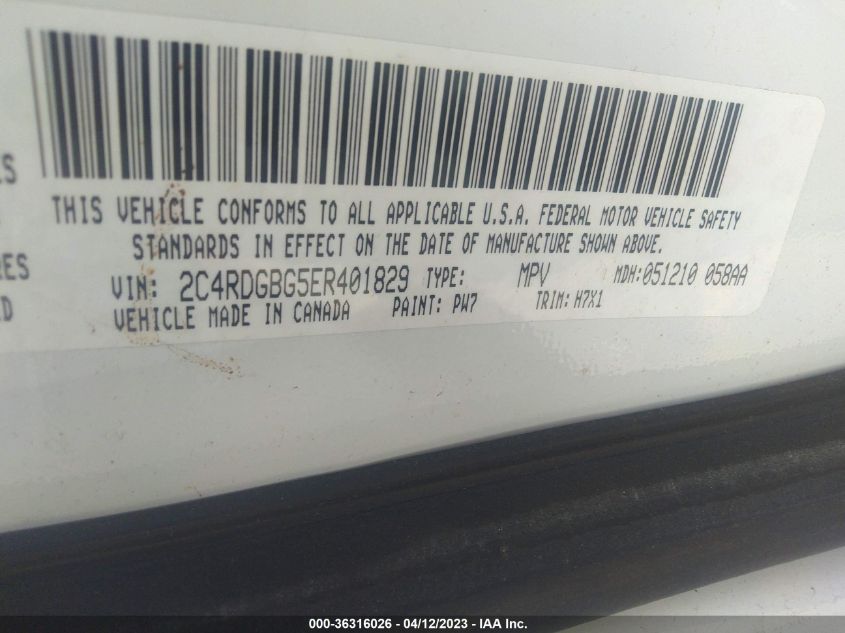 THIS VEHICLE CONFORMS TO ALL APPLICABLE U.S.A. FEDERAL MOTOR VEHICLE SAFETY
STANDARDS IN EFFECT ON THE DATE OF MANUFACTURE SHOWN ABOVE.
VIN: 2C4RDGBG5ER401829 TYPE: MPV MDH:051210 058AA
VEHICLE MADE IN CANADA PAINT: PW7 TRIM: H7X1
000-36316026 - 04/12/2023 - IAA Inc.